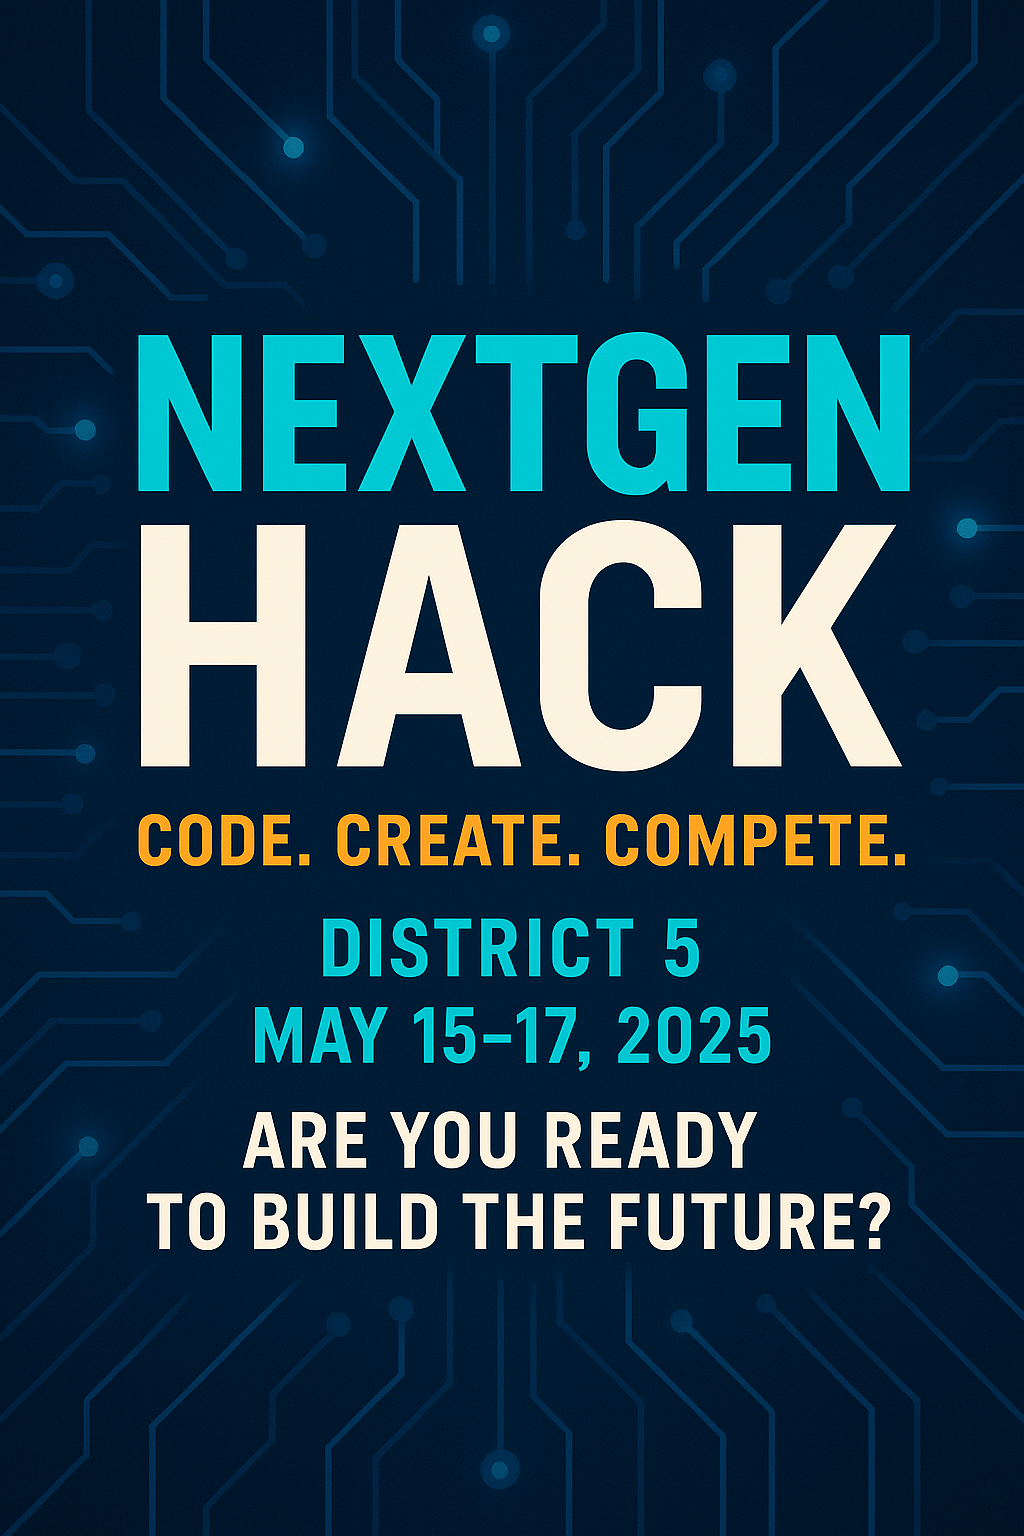 NEXTGEN
HACK
CODE. CREATE. COMPETE.
DISTRICT 5
MAY 15–17, 2025
ARE YOU READY
TO BUILD THE FUTURE?